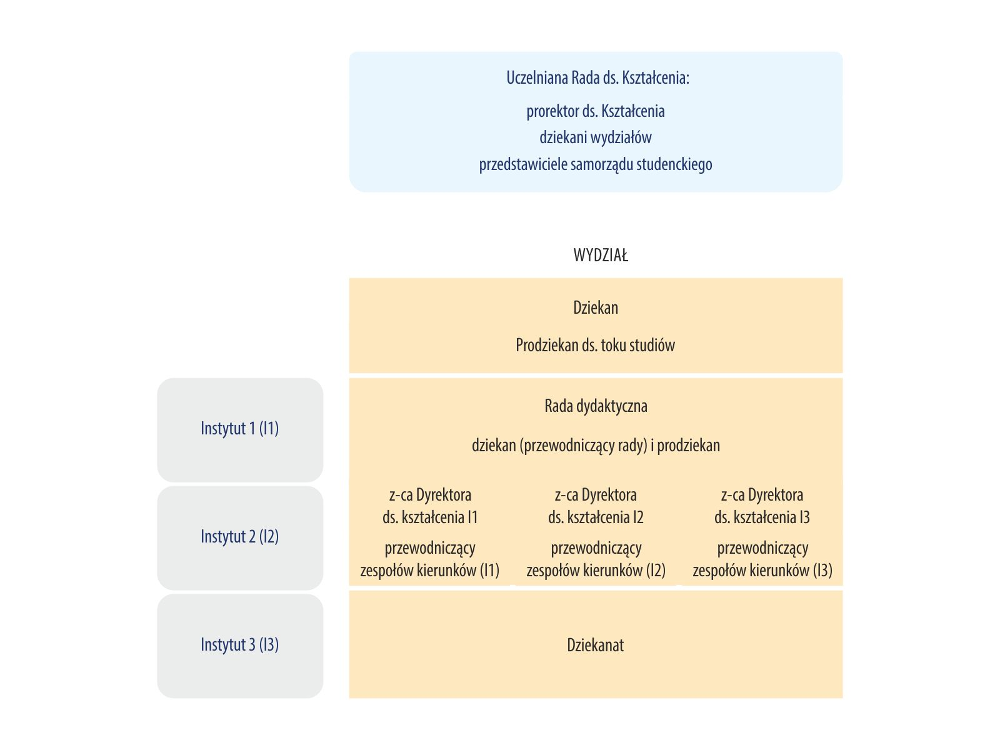 Uczelniana Rada ds. Kształcenia:
prorektor ds. Kształcenia
dziekani wydziałów
przedstawiciele samorządu studenckiego
WYDZIAŁ
Dziekan
Prodziekan ds. toku studiów
Instytut 1 (I1)
Rada dydaktyczna
dziekan (przewodniczący rady) i prodziekan
Instytut 2 (I2)
z-ca Dyrektora
ds. kształcenia I1
przewodniczący
zespołów kierunków (I1)
z-ca Dyrektora
ds. kształcenia I2
przewodniczący
zespołów kierunków (I2)
z-ca Dyrektora
ds. kształcenia I3
przewodniczący
zespołów kierunków (I3)
Instytut 3 (I3)
Dziekanat